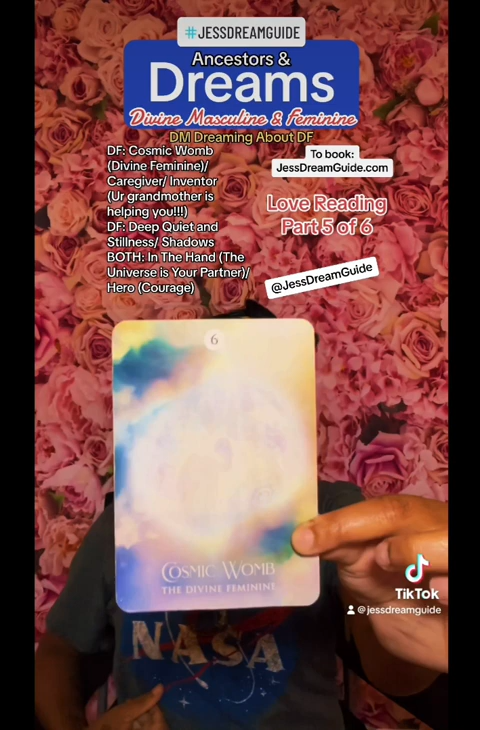 #JESSDREAMGUIDE
Ancestors &
Dreams
Divine Masculine & Feminine
DM Dreaming About DF
DF: Cosmic Womb
(Divine Feminine)/
Caregiver/ Inventor
(Ur grandmother is
helping you!!!)
DF: Deep Quiet and
Stillness/ Shadows
BOTH: In The Hand (The
Universe is Your Partner)/
Hero (Courage)
To book:
JessDreamGuide.com
Love Reading
Part 5 of 6
@JessDreamGuide
6
COSMIC WOMB
THE DIVINE FEMININE
NASA
TikTok
@jessdreamguide